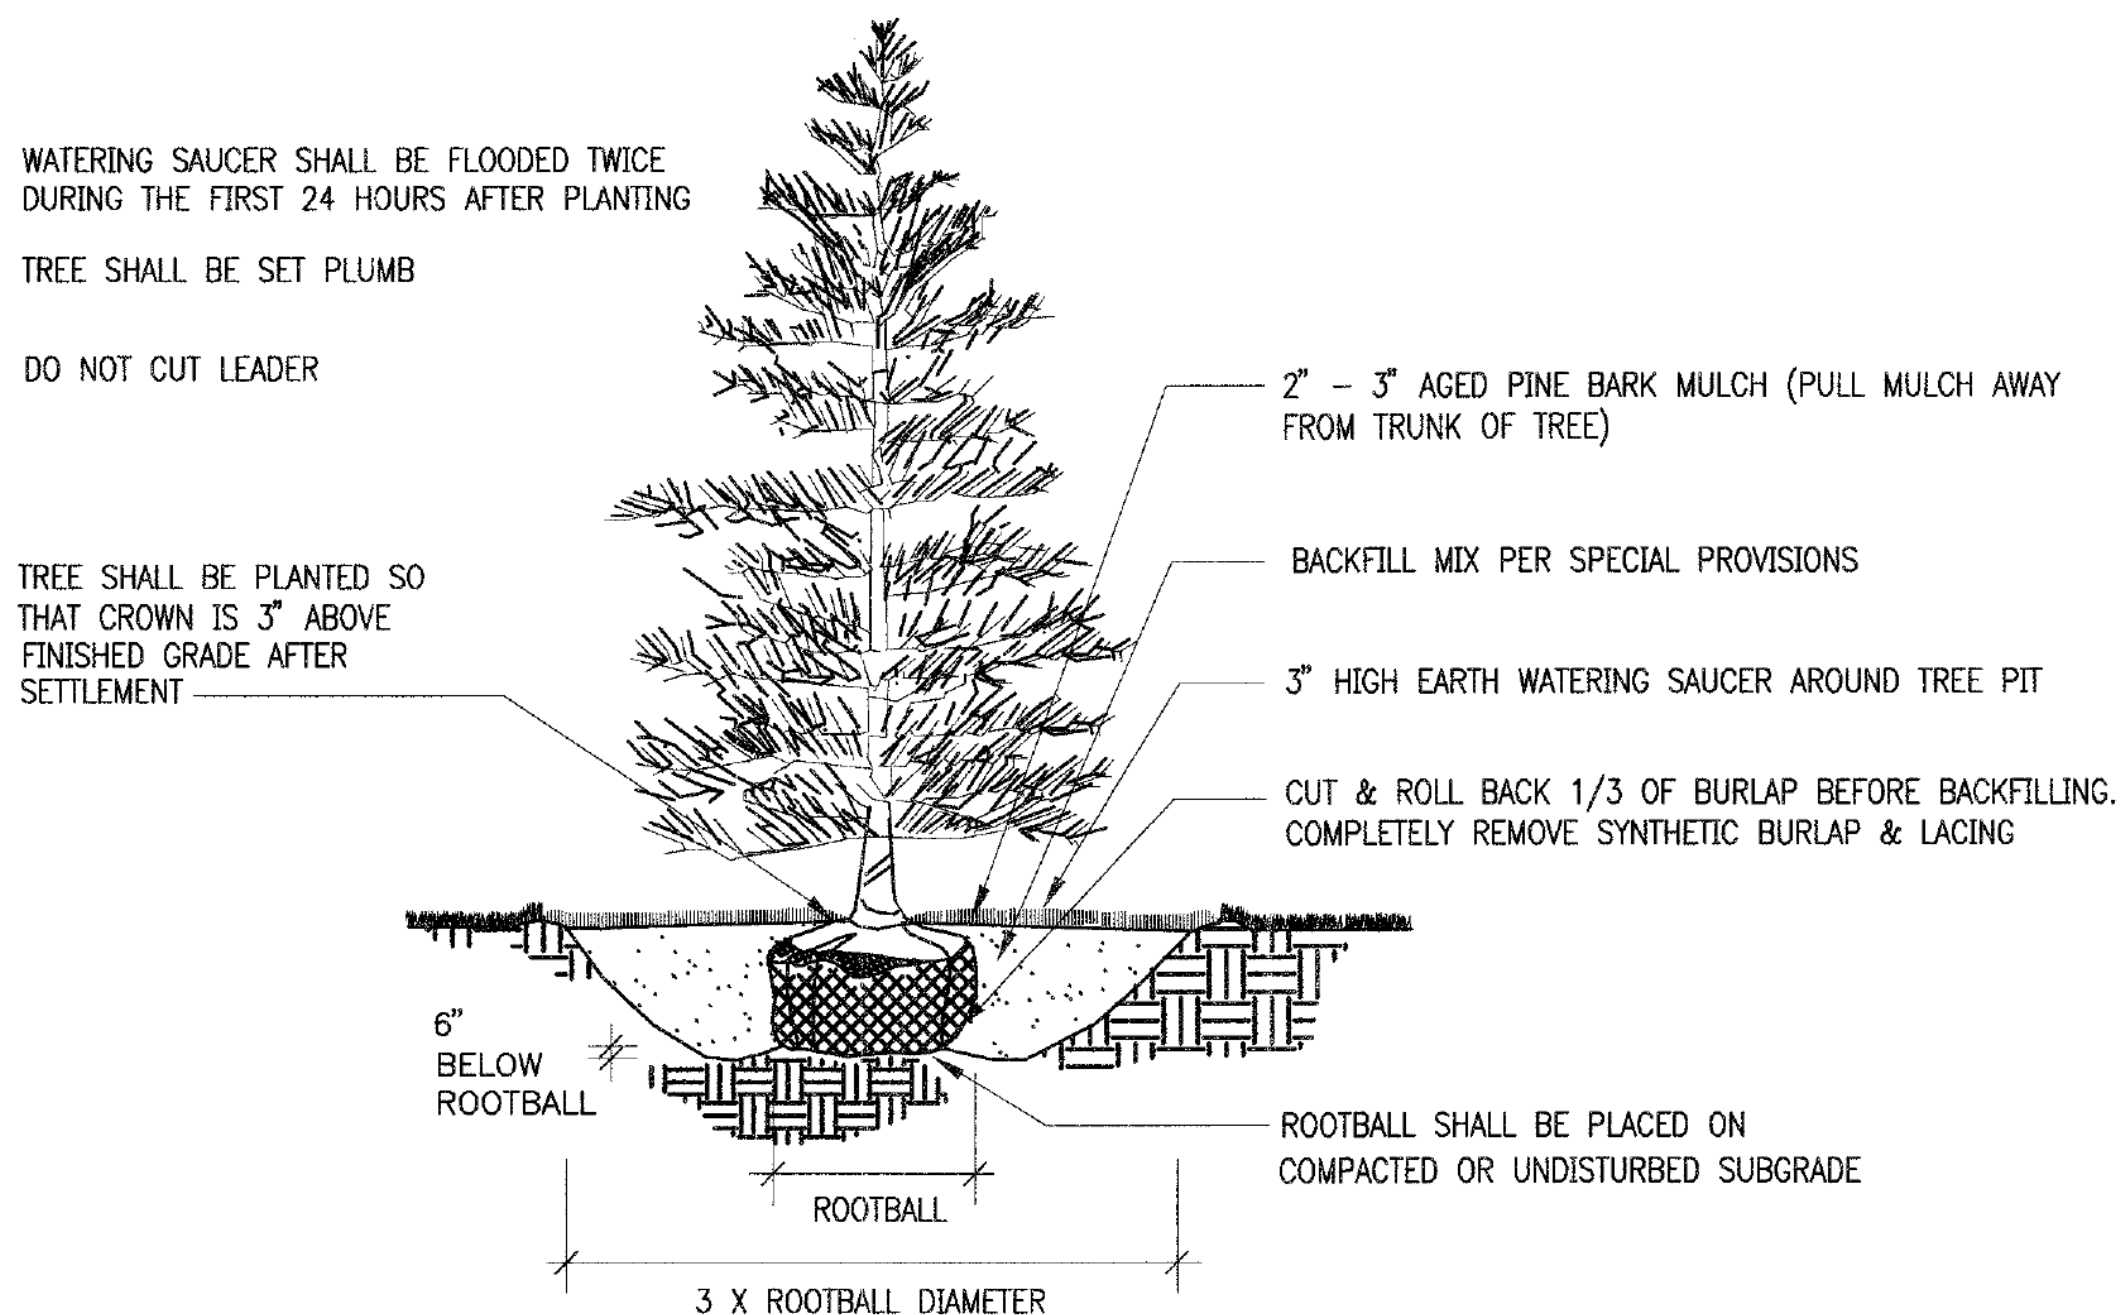 WATERING SAUCER SHALL BE FLOODED TWICE
DURING THE FIRST 24 HOURS AFTER PLANTING
TREE SHALL BE SET PLUMB
DO NOT CUT LEADER
TREE SHALL BE PLANTED SO
THAT CROWN IS 3" ABOVE
FINISHED GRADE AFTER
SETTLEMENT
2" - 3" AGED PINE BARK MULCH (PULL MULCH AWAY
FROM TRUNK OF TREE)
BACKFILL MIX PER SPECIAL PROVISIONS
3" HIGH EARTH WATERING SAUCER AROUND TREE PIT
CUT & ROLL BACK 1/3 OF BURLAP BEFORE BACKFILLING.
COMPLETELY REMOVE SYNTHETIC BURLAP & LACING
6"
BELOW
ROOTBALL
ROOTBALL SHALL BE PLACED ON
COMPACTED OR UNDISTURBED SUBGRADE
ROOTBALL
3 X ROOTBALL DIAMETER